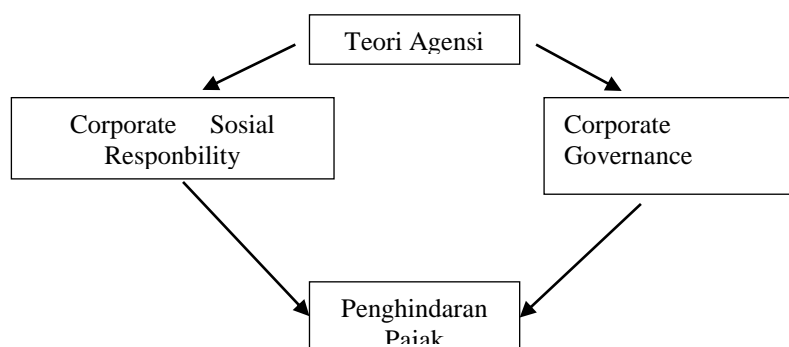 Teori Agensi
Corporate Sosial
Responbility
Corporate
Governance
Penghindaran
Pajak